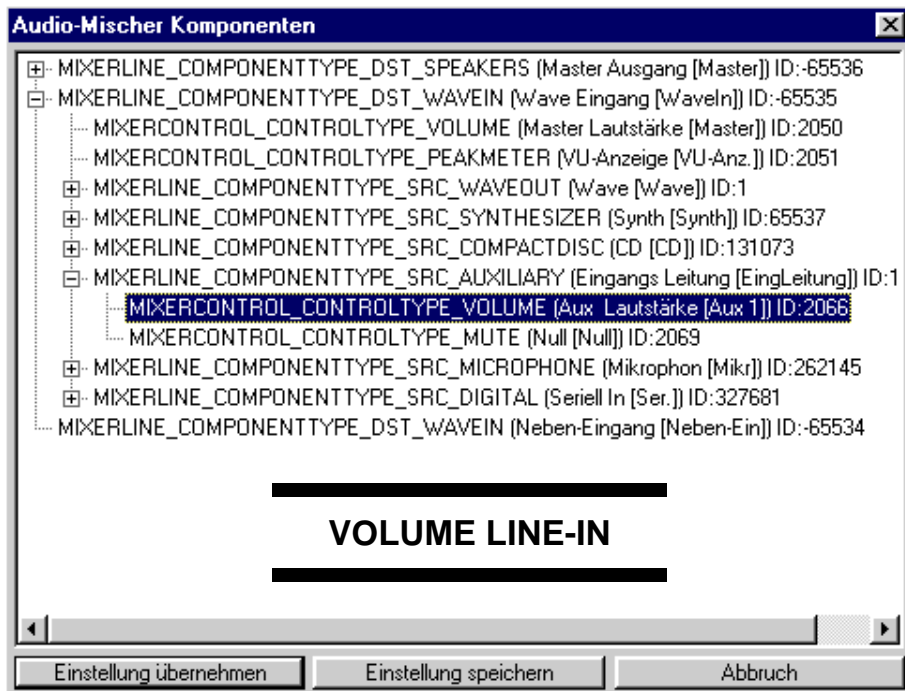 Audio-Mischer Komponenten
MIXERLINE_COMPONENTTYPE_DST_SPEAKERS (Master Ausgang [Master]) ID:-65536
MIXERLINE_COMPONENTTYPE_DST_WAVEIN (Wave Eingang [WaveIn]) ID:-65535
MIXERCONTROL_CONTROLTYPE_VOLUME (Master Lautstärke [Master]) ID:2050
MIXERCONTROL_CONTROLTYPE_PEAKMETER (VU-Anzeige [VU-Anz.]) ID:2051
MIXERLINE_COMPONENTTYPE_SRC_WAVEOUT (Wave [Wave]) ID:1
MIXERLINE_COMPONENTTYPE_SRC_SYNTHESIZER (Synth [Synth]) ID:65537
MIXERLINE_COMPONENTTYPE_SRC_COMPACTDISC (CD [CD]) ID:131073
MIXERLINE_COMPONENTTYPE_SRC_AUXILIARY (Eingangs Leitung [EingLeitung]) ID:1
MIXERCONTROL_CONTROLTYPE_VOLUME (Aux Lautstärke [Aux 1]) ID:2066
MIXERCONTROL_CONTROLTYPE_MUTE (Null [Null]) ID:2069
MIXERLINE_COMPONENTTYPE_SRC_MICROPHONE (Mikrophon [Mikr]) ID:262145
MIXERLINE_COMPONENTTYPE_SRC_DIGITAL (Seriell In [Ser.]) ID:327681
MIXERLINE_COMPONENTTYPE_DST_WAVEIN (Neben-Eingang [Neben-Ein]) ID:-65534
VOLUME LINE-IN
Einstellung übernehmen
Einstellung speichern
Abbruch